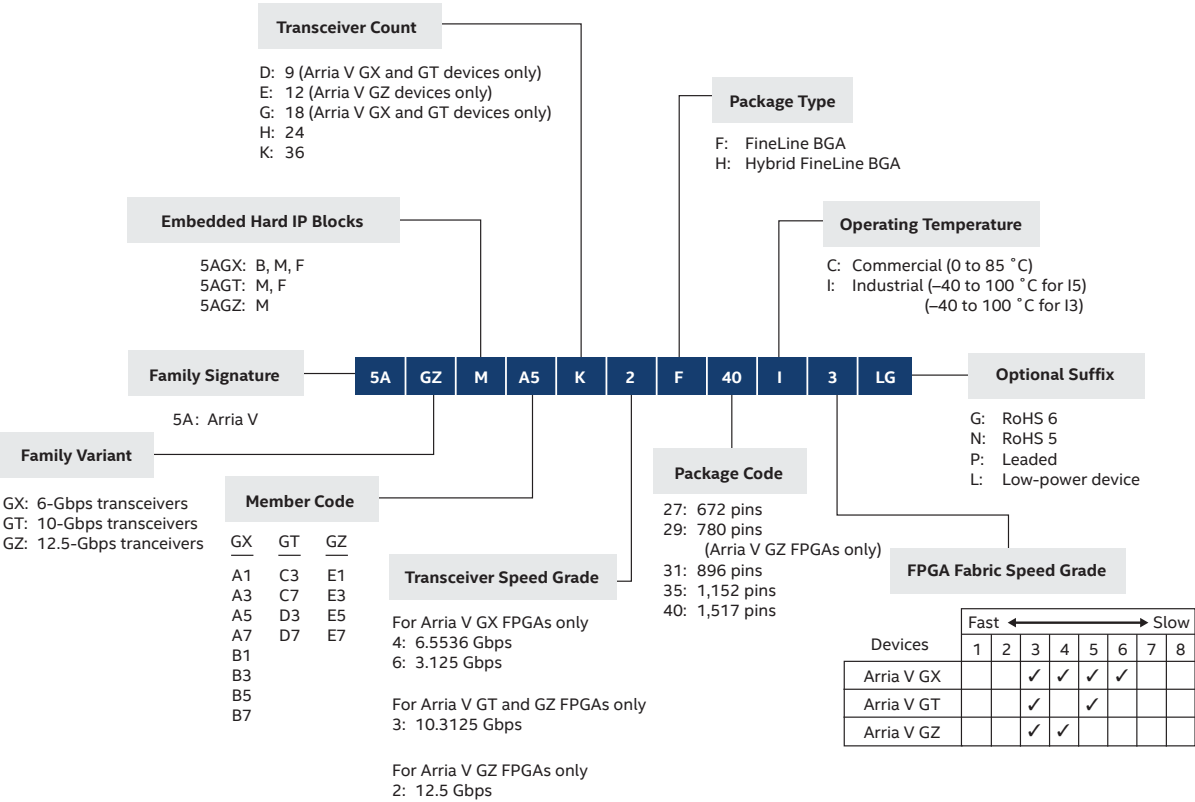 Transceiver Count
D: 9 (Arria V GX and GT devices only)
E: 12 (Arria V GZ devices only)
G: 18 (Arria V GX and GT devices only)
H: 24
K: 36
Package Type
F: FineLine BGA
H: Hybrid FineLine BGA
Embedded Hard IP Blocks
5AGX: B, M, F
5AGT: M, F
5AGZ: M
Operating Temperature
C: Commercial (0 to 85 ˚C)
I: Industrial (–40 to 100 ˚C for I5)
(–40 to 100 ˚C for I3)
Family Signature
5A: Arria V
5A GZ M A5 K 2 F 40 I 3 LG
Optional Suffix
G: RoHS 6
N: RoHS 5
P: Leaded
L: Low-power device
Family Variant
GX: 6-Gbps transceivers
GT: 10-Gbps transceivers
GZ: 12.5-Gbps tranceivers
Member Code
GX GT GZ
A1 C3 E1
A3 C7 E3
A5 D3 E5
A7 D7 E7
B1
B3
B5
B7
Transceiver Speed Grade
For Arria V GX FPGAs only
4: 6.5536 Gbps
6: 3.125 Gbps
For Arria V GT and GZ FPGAs only
3: 10.3125 Gbps
For Arria V GZ FPGAs only
2: 12.5 Gbps
Package Code
27: 672 pins
29: 780 pins
(Arria V GZ FPGAs only)
31: 896 pins
35: 1,152 pins
40: 1,517 pins
FPGA Fabric Speed Grade
Fast Slow
Devices 1 2 3 4 5 6 7 8
Arria V GX ✓ ✓ ✓ ✓
Arria V GT ✓ ✓
Arria V GZ ✓ ✓